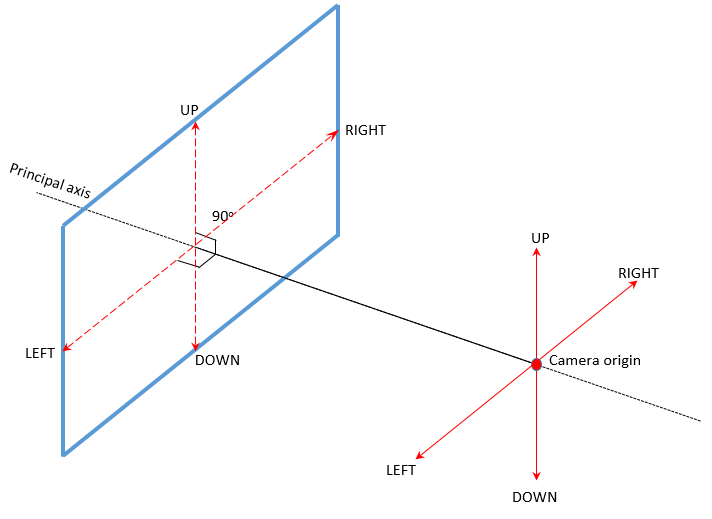 UP
RIGHT
Principal axis
90°
UP
RIGHT
LEFT
DOWN
Camera origin
LEFT
DOWN